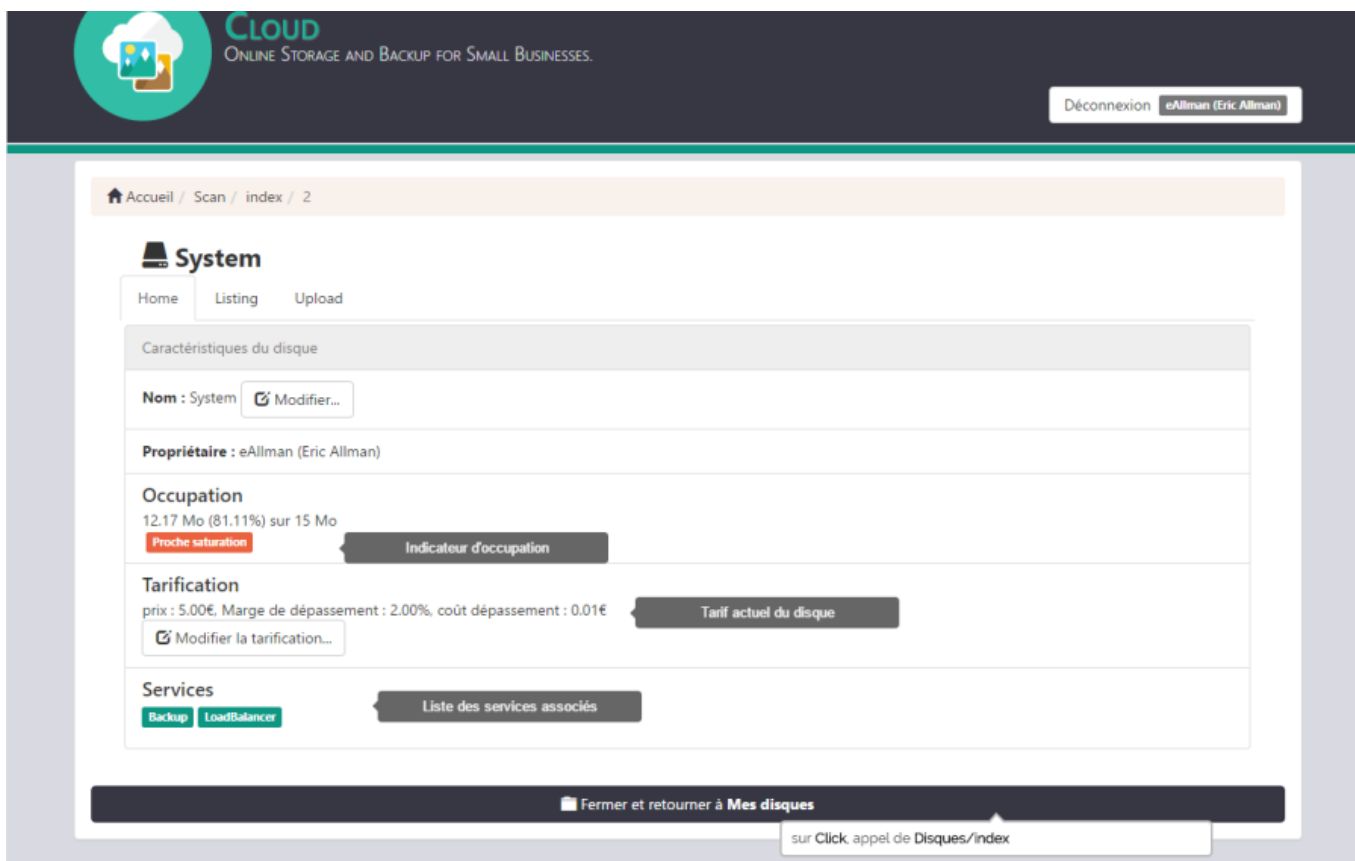 CLOUD
ONLINE STORAGE AND BACKUP FOR SMALL BUSINESSES.
Déconnexion eAllman (Eric Allman)
Accueil / Scan / index / 2
System
Home Listing Upload
Caractéristiques du disque
Nom : System Modifier...
Propriétaire : eAllman (Eric Allman)
Occupation
12.17 Mo (81.11%) sur 15 Mo
Proche saturation
Indicateur d'occupation
Tarification
prix : 5.00€, Marge de dépassement : 2.00%, coût dépassement : 0.01€
Tarif actuel du disque
Modifier la tarification...
Services
Backup LoadBalancer
Liste des services associés
Fermer et retourner à Mes disques
sur Click, appel de Disques/index